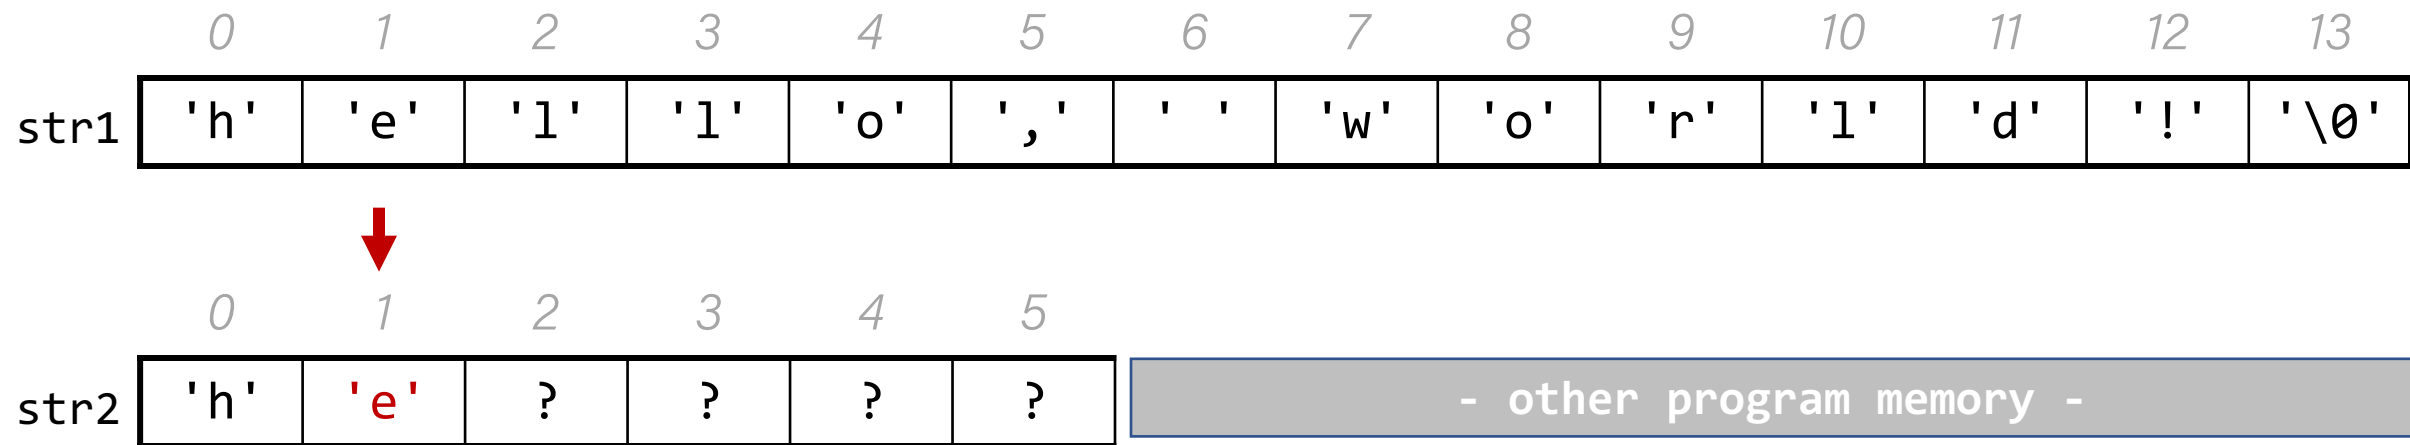 0 1 2 3 4 5 6 7 8 9 10 11 12 13
str1 'h' 'e' 'l' 'l' 'o' ',' ' ' 'w' 'o' 'r' 'l' 'd' '!' '\0'
0 1 2 3 4 5
str2 'h' 'e' ? ? ? ? - other program memory -